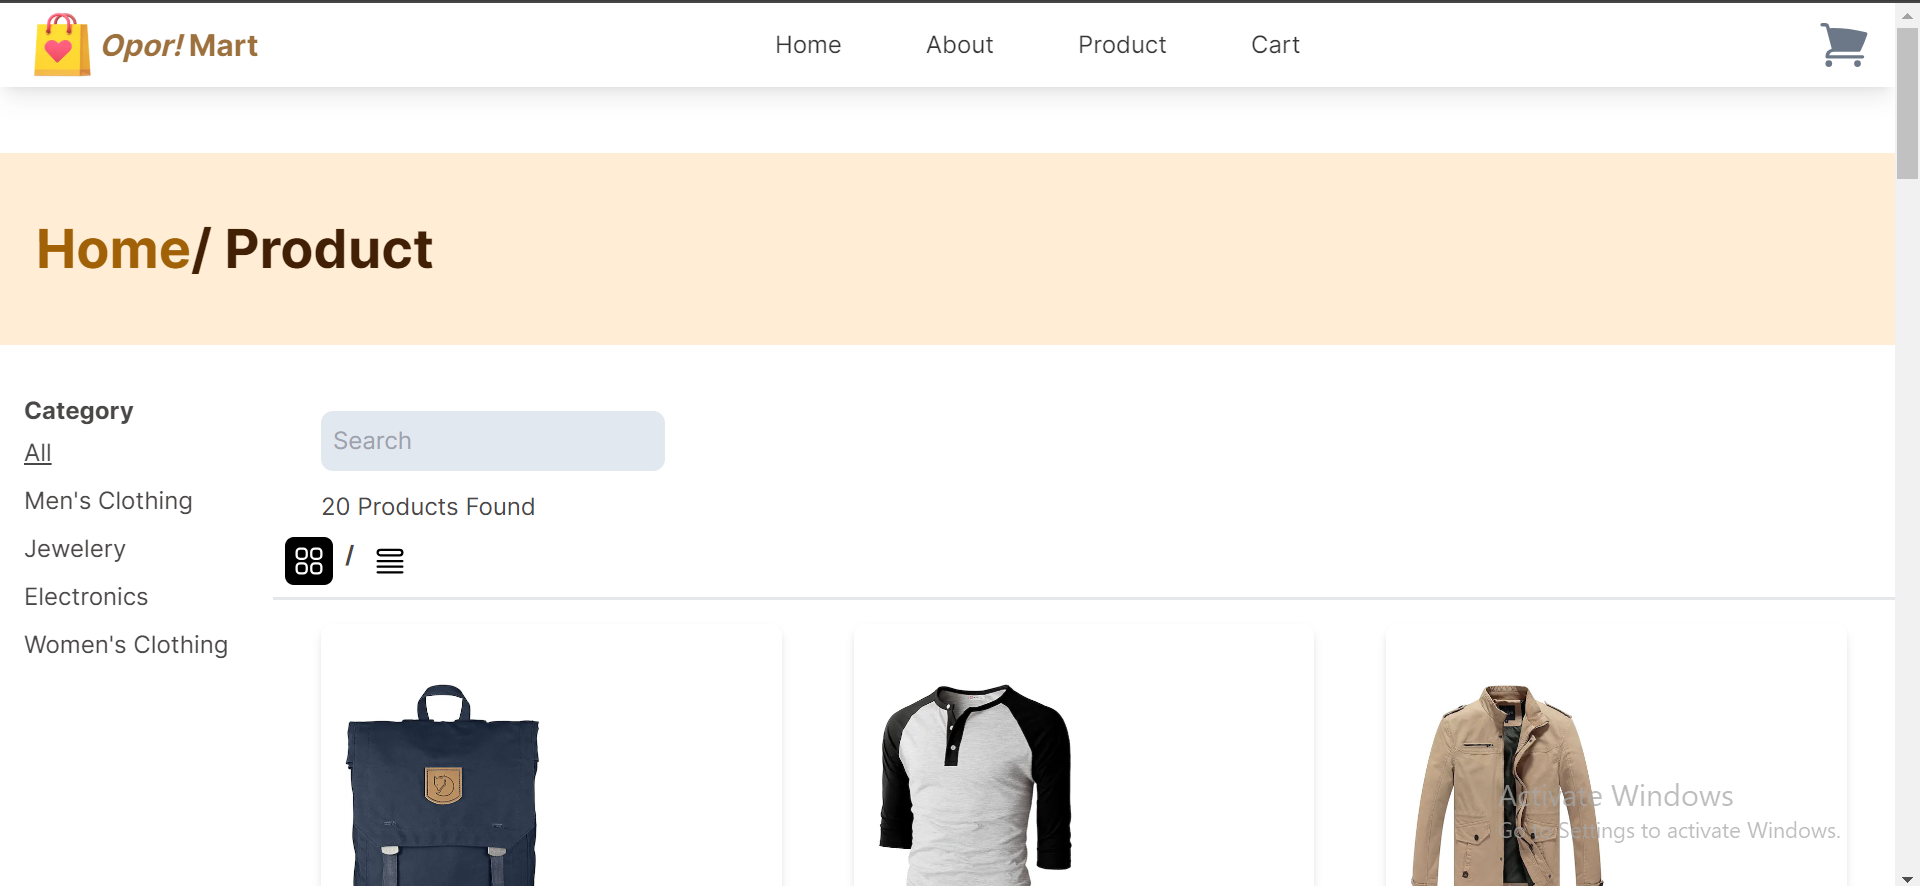 Opor! Mart
Home
About
Product
Cart
Home/ Product
Category
All
Men's Clothing
Jewelery
Electronics
Women's Clothing
Search
20 Products Found
/
Activate Windows
Go to Settings to activate Windows.